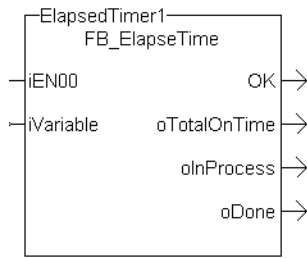 ElapsedTimer1
FB_ElapseTime
iEN00 OK
iVariable oTotalOnTime
oInProcess
oDone